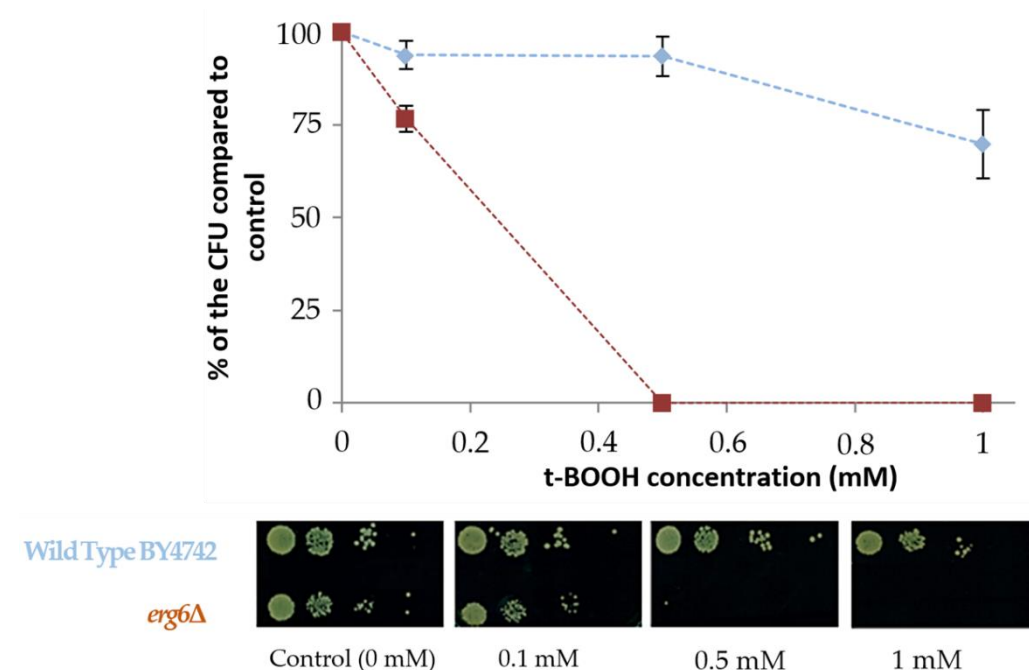 % of the CFU compared to
control
100
75
50
25
0
0 0.2 0.4 0.6 0.8 1
t-BOOH concentration (mM)
Wild Type BY4742
erg6Δ
Control (0 mM) 0.1 mM 0.5 mM 1 mM